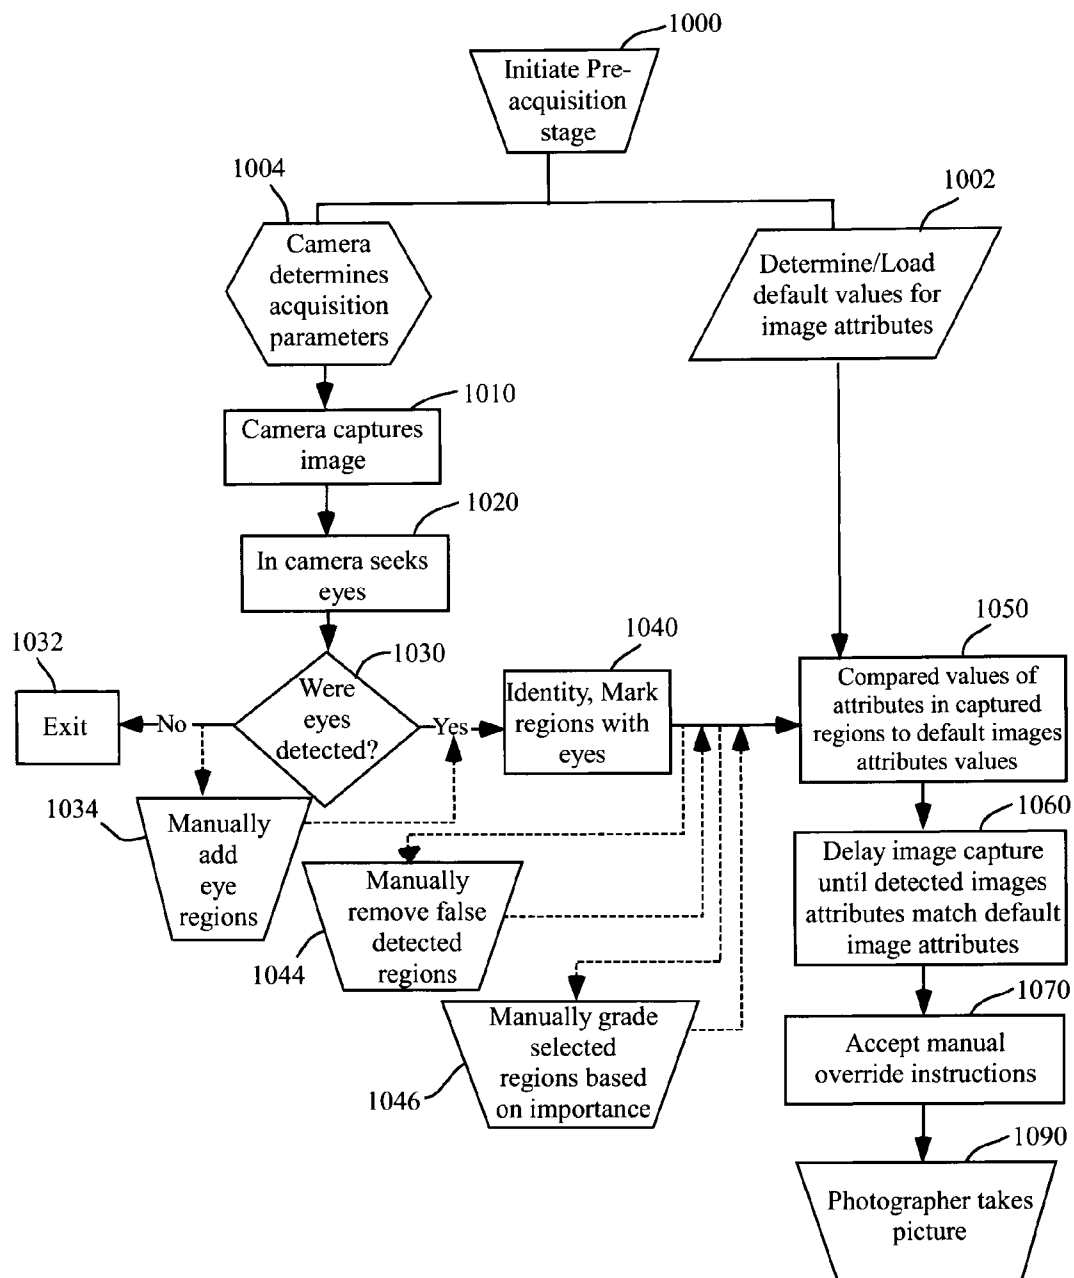 1000
Initiate Pre-
acquisition
stage
1004
Camera
determines
acquisition
parameters
1002
Determine/Load
default values for
image attributes
1010
Camera captures
image
1020
In camera seeks
eyes
1030
Were
eyes
detected?
1032
Exit
No
Yes
1034
Manually
add
eye
regions
1040
Identity, Mark
regions with
eyes
1044
Manually
remove false
detected
regions
1046
Manually grade
selected
regions based
on importance
1050
Compared values of
attributes in captured
regions to default images
attributes values
1060
Delay image capture
until detected images
attributes match default
image attributes
1070
Accept manual
override instructions
1090
Photographer takes
picture